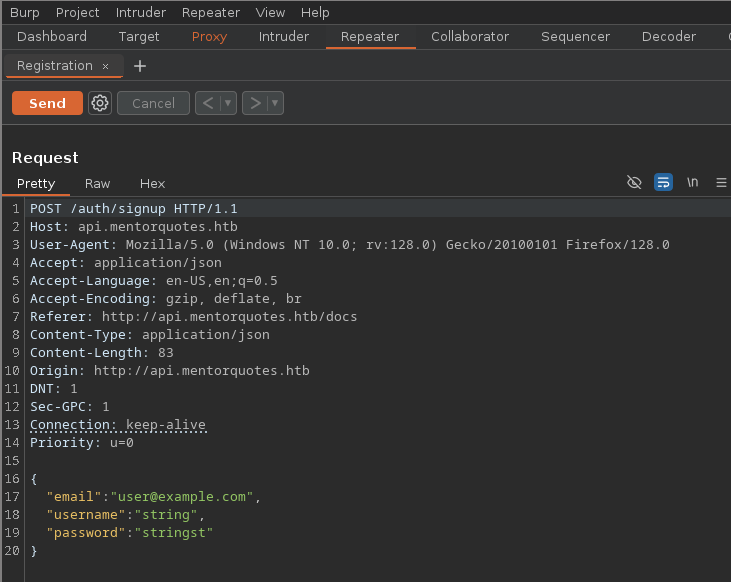 Burp Project Intruder Repeater View Help
Dashboard Target Proxy Intruder Repeater Collaborator Sequencer Decoder
Registration × +
Send Cancel < ▾ > ▾
Request
Pretty Raw Hex \n
1 POST /auth/signup HTTP/1.1
2 Host: api.mentorquotes.htb
3 User-Agent: Mozilla/5.0 (Windows NT 10.0; rv:128.0) Gecko/20100101 Firefox/128.0
4 Accept: application/json
5 Accept-Language: en-US,en;q=0.5
6 Accept-Encoding: gzip, deflate, br
7 Referer: http://api.mentorquotes.htb/docs
8 Content-Type: application/json
9 Content-Length: 83
10 Origin: http://api.mentorquotes.htb
11 DNT: 1
12 Sec-GPC: 1
13 Connection: keep-alive
14 Priority: u=0
15
16 {
17 "email":"user@example.com",
18 "username":"string",
19 "password":"stringst"
20 }